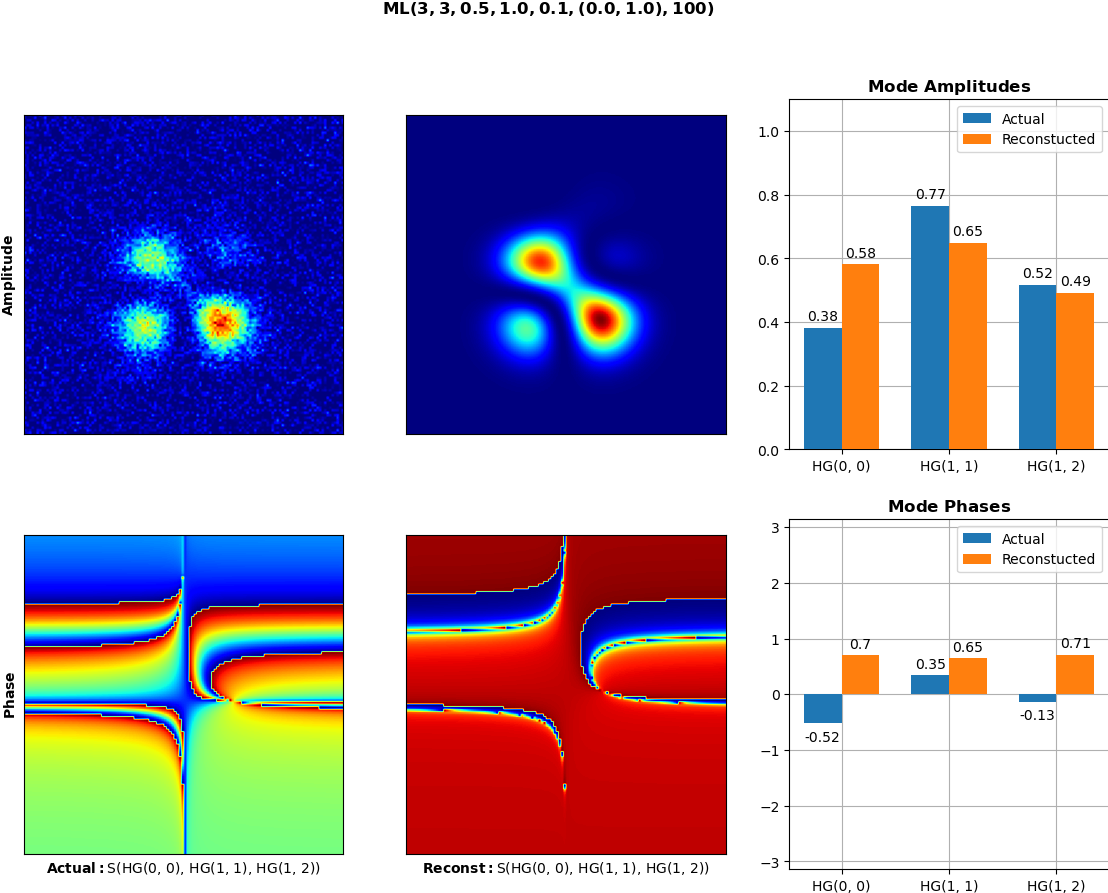 ML(3, 3, 0.5, 1.0, 0.1, (0.0, 1.0), 100)
Amplitude
Mode Amplitudes
Actual
Reconstucted
1.0
0.8
0.6
0.4
0.2
0.0
0.38
0.58
0.77
0.65
0.52
0.49
HG(0, 0)
HG(1, 1)
HG(1, 2)
Phase
Actual: S(HG(0, 0), HG(1, 1), HG(1, 2))
Reconst: S(HG(0, 0), HG(1, 1), HG(1, 2))
Mode Phases
Actual
Reconstucted
3
2
1
0
−1
−2
−3
-0.52
0.7
0.35
0.65
-0.13
0.71
HG(0, 0)
HG(1, 1)
HG(1, 2)